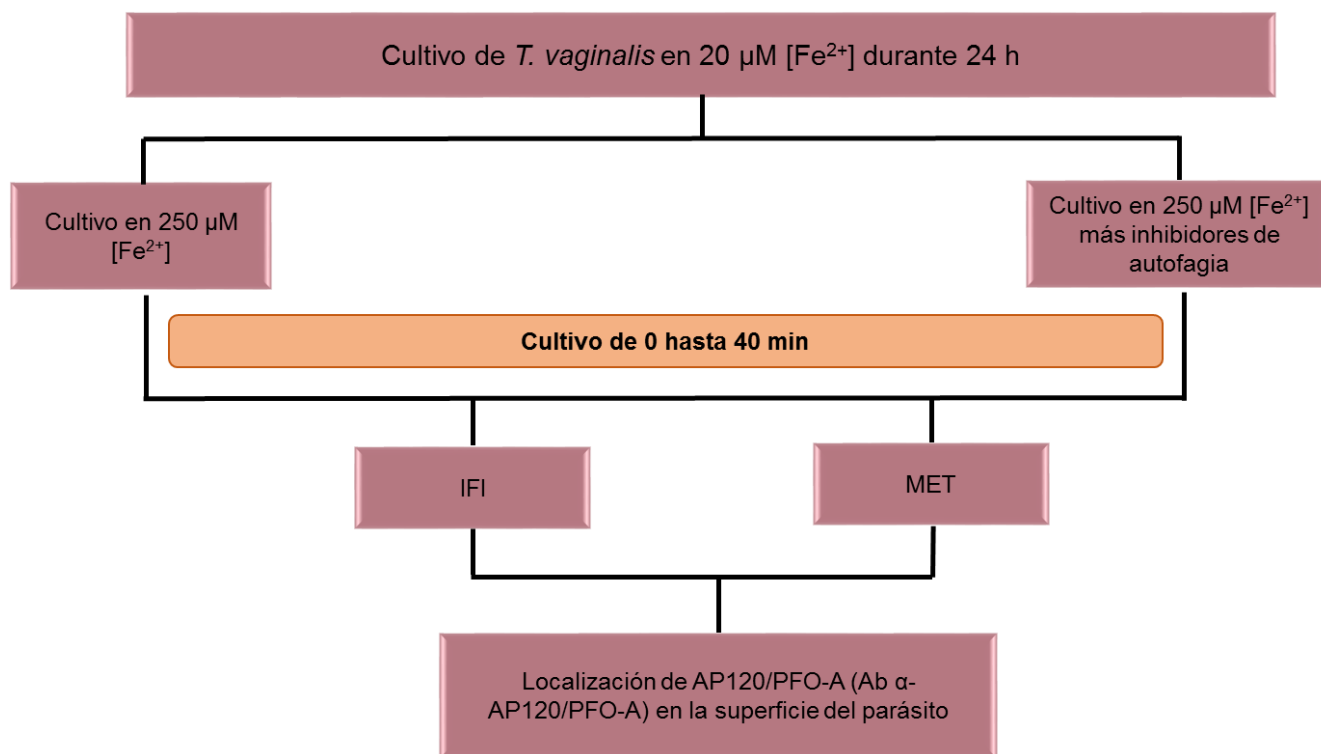 Cultivo de T. vaginalis en 20 µM [Fe²⁺] durante 24 h
Cultivo en 250 µM
[Fe²⁺]
Cultivo en 250 µM [Fe²⁺]
más inhibidores de
autofagia
Cultivo de 0 hasta 40 min
IFI
MET
Localización de AP120/PFO-A (Ab α-
AP120/PFO-A) en la superficie del parásito